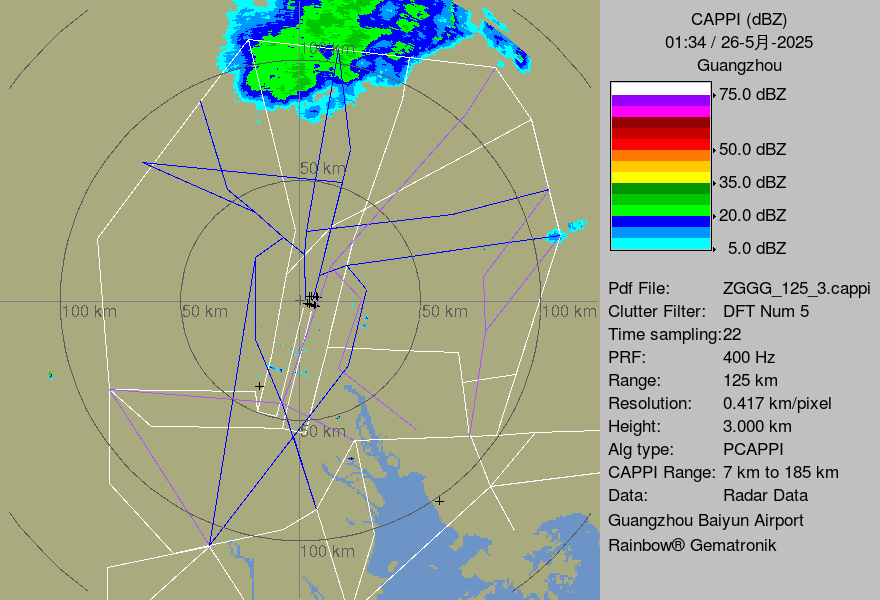 CAPPI (dBZ)
01:34 / 26-5月-2025
Guangzhou
75.0 dBZ
50.0 dBZ
35.0 dBZ
20.0 dBZ
5.0 dBZ
Pdf File: ZGGG_125_3.cappi
Clutter Filter: DFT Num 5
Time sampling:22
PRF: 400 Hz
Range: 125 km
Resolution: 0.417 km/pixel
Height: 3.000 km
Alg type: PCAPPI
CAPPI Range: 7 km to 185 km
Data: Radar Data
Guangzhou Baiyun Airport
Rainbow® Gematronik
100 km
50 km
100 km
50 km
50 km
100 km
50 km
100 km